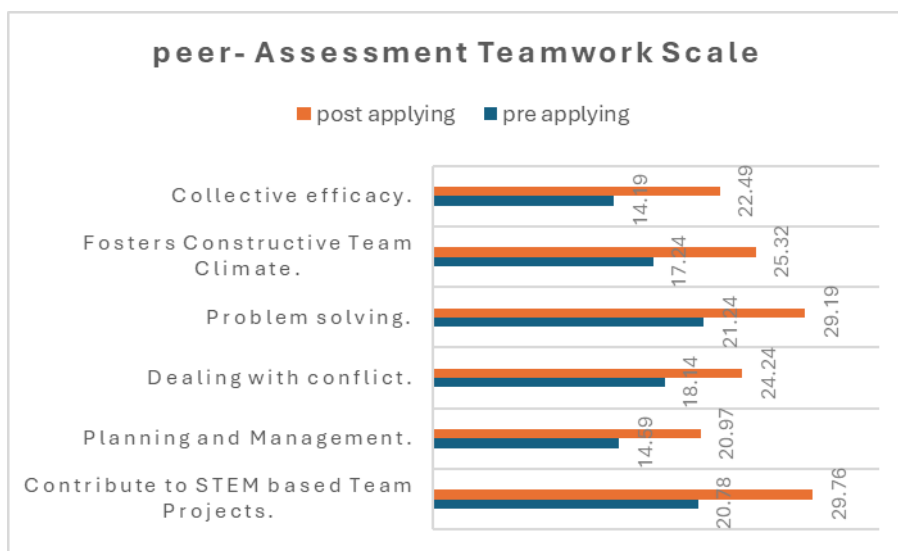 peer- Assessment Teamwork Scale
post applying
pre applying
Collective efficacy.
14.19
22.49
Fosters Constructive Team
Climate.
17.24
25.32
Problem solving.
21.24
29.19
Dealing with conflict.
18.14
24.24
Planning and Management.
14.59
20.97
Contribute to STEM based Team
Projects.
20.78
29.76